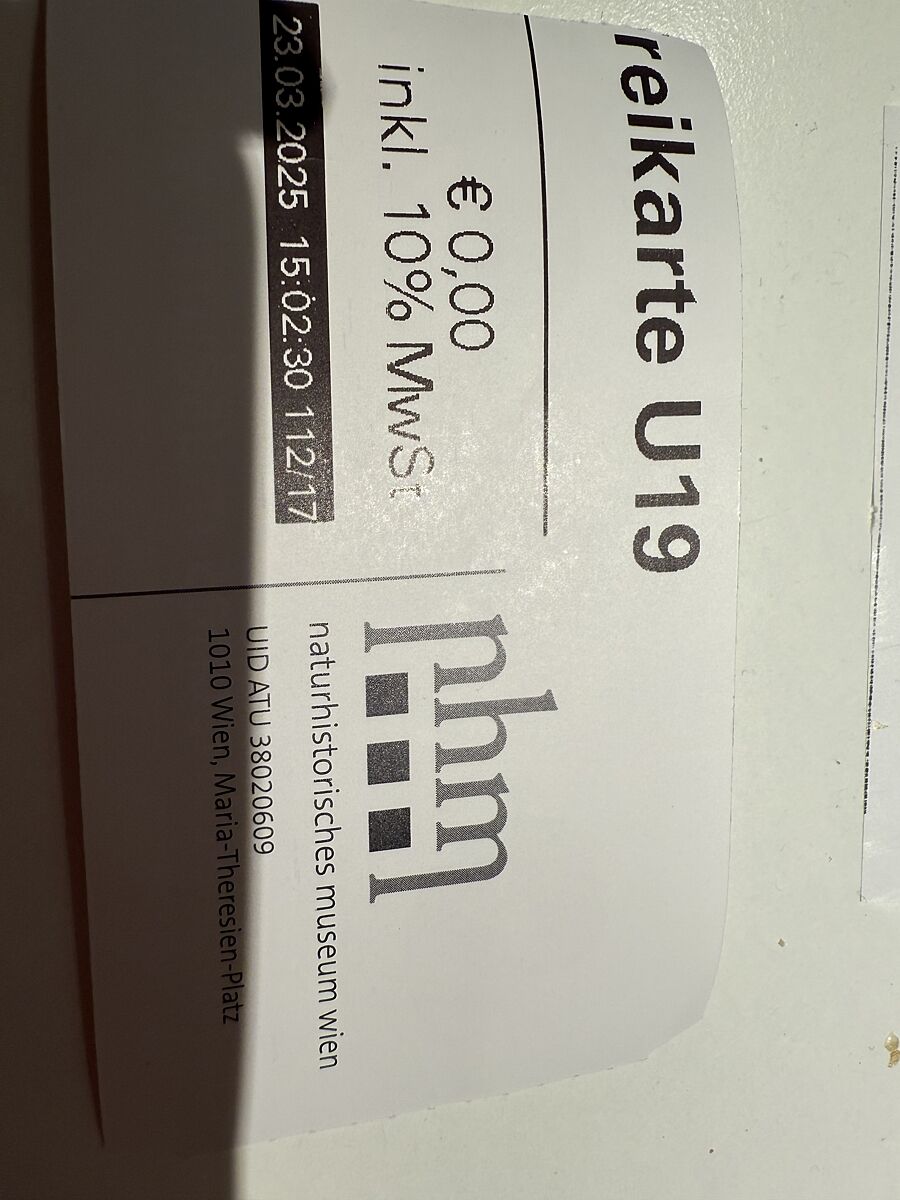 reikarte U19
€ 0,00
inkl. 10% MwSt
23.03.2025 15:02:30 112/17
nhm
naturhistorisches museum wien
UID ATU 38020609
1010 Wien, Maria-Theresien-Platz